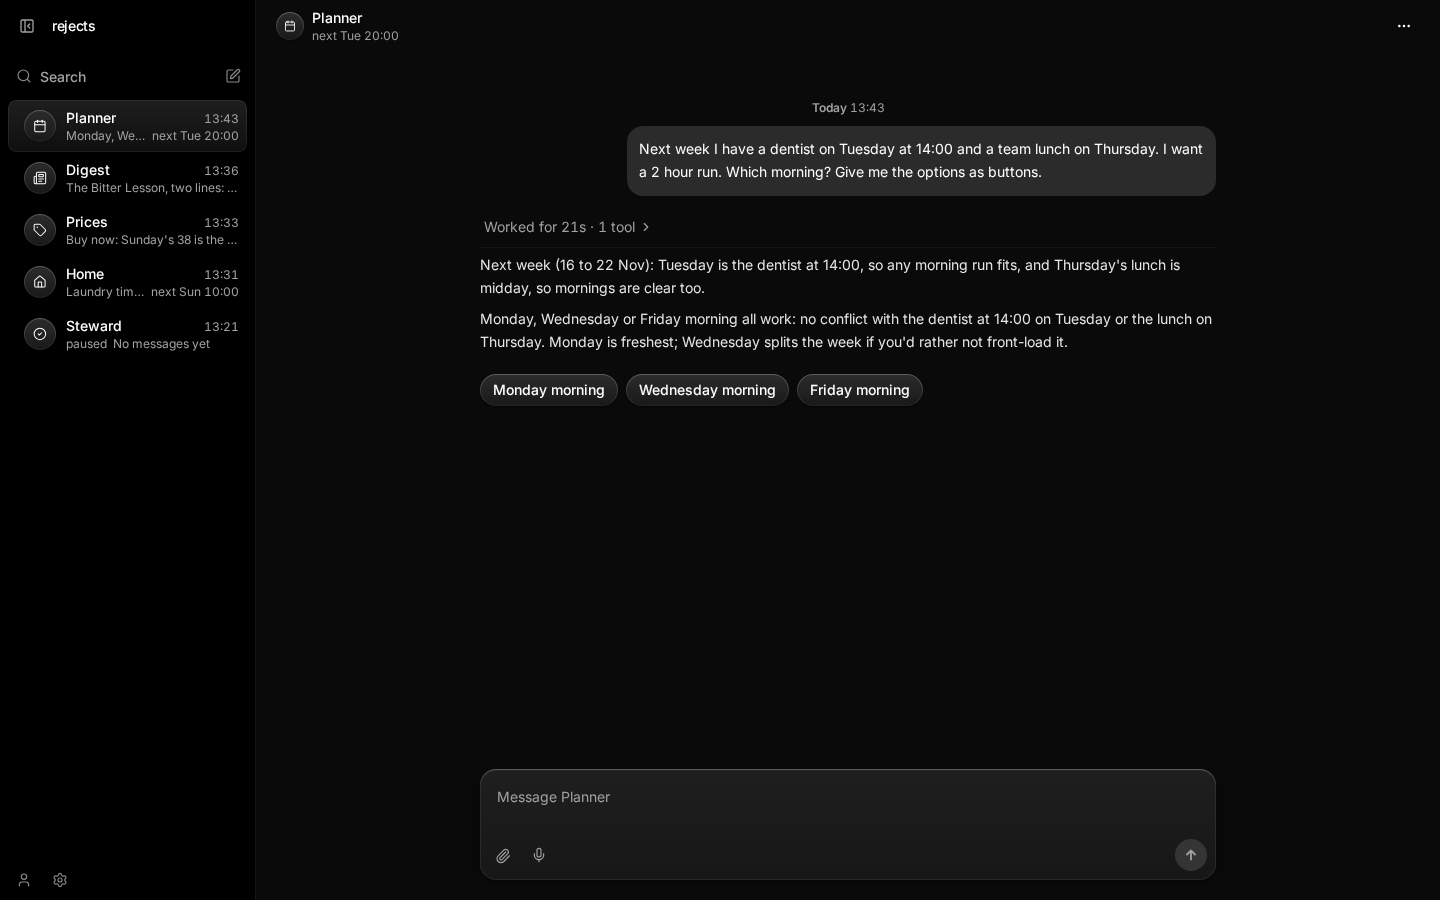 rejects
Search
Planner 13:43
Monday, We… next Tue 20:00
Digest 13:36
The Bitter Lesson, two lines: …
Prices 13:33
Buy now: Sunday's 38 is the …
Home 13:31
Laundry tim… next Sun 10:00
Steward 13:21
paused No messages yet
Planner
next Tue 20:00
Today 13:43
Next week I have a dentist on Tuesday at 14:00 and a team lunch on Thursday. I want
a 2 hour run. Which morning? Give me the options as buttons.
Worked for 21s · 1 tool
Next week (16 to 22 Nov): Tuesday is the dentist at 14:00, so any morning run fits, and Thursday's lunch is
midday, so mornings are clear too.
Monday, Wednesday or Friday morning all work: no conflict with the dentist at 14:00 on Tuesday or the lunch on
Thursday. Monday is freshest; Wednesday splits the week if you'd rather not front-load it.
Monday morning Wednesday morning Friday morning
Message Planner